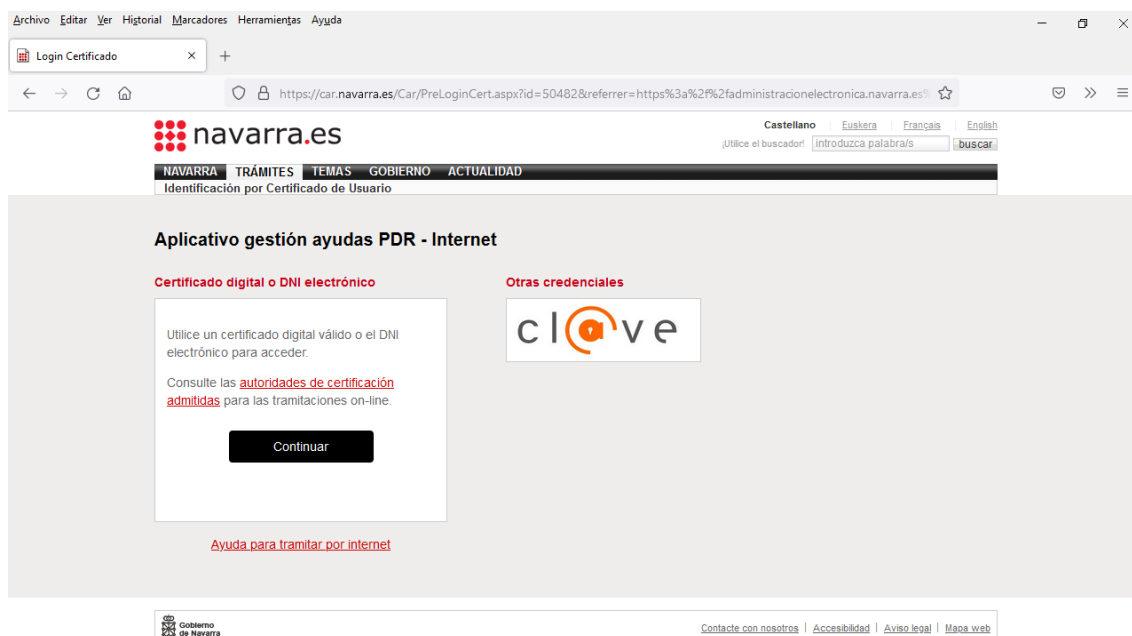 Archivo Editar Ver Historial Marcadores Herramientas Ayuda
Login Certificado
https://car.navarra.es/Car/PreLoginCert.aspx?id=50482&referrer=https%3a%2f%2fadministracionelectronica.navarra.es%
navarra.es
Castellano Euskera Français English
¡Utilice el buscador! introduzca palabra/s buscar
NAVARRA TRÁMITES TEMAS GOBIERNO ACTUALIDAD
Identificación por Certificado de Usuario
Aplicativo gestión ayudas PDR - Internet
Certificado digital o DNI electrónico
Otras credenciales
Utilice un certificado digital válido o el DNI
electrónico para acceder.
cl@ve
Consulte las autoridades de certificación
admitidas para las tramitaciones on-line.
Continuar
Ayuda para tramitar por internet
Gobierno
de Navarra
Contacte con nosotros | Accesibilidad | Aviso legal | Mapa web